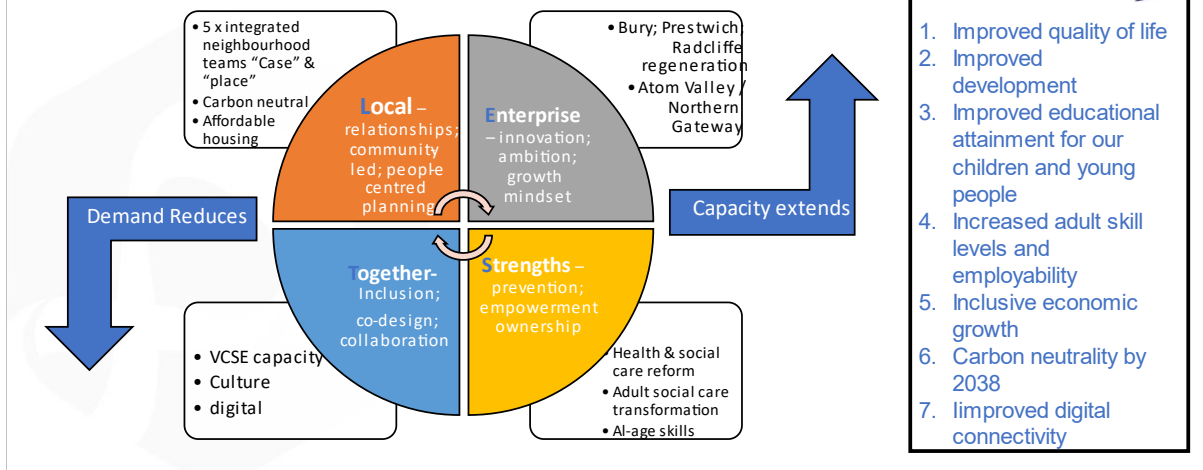 • 5 x integrated
neighbourhood
teams “Case” &
“place”
• Carbon neutral
• Affordable
housing
Local –
relationships;
community
led; people
centred
planning
Enterprise
– innovation;
ambition;
growth
mindset
• Bury; Prestwich;
Radcliffe
regeneration
• Atom Valley /
Northern
Gateway
Demand Reduces
Capacity extends
Together-
Inclusion;
co-design;
collaboration
Strengths –
prevention;
empowerment
ownership
• VCSE capacity
• Culture
• digital
• Health & social
care reform
• Adult social care
transformation
• Al-age skills
1. Improved quality of life
2. Improved
development
3. Improved educational
attainment for our
children and young
people
4. Increased adult skill
levels and
employability
5. Inclusive economic
growth
6. Carbon neutrality by
2038
7. Iimproved digital
connectivity